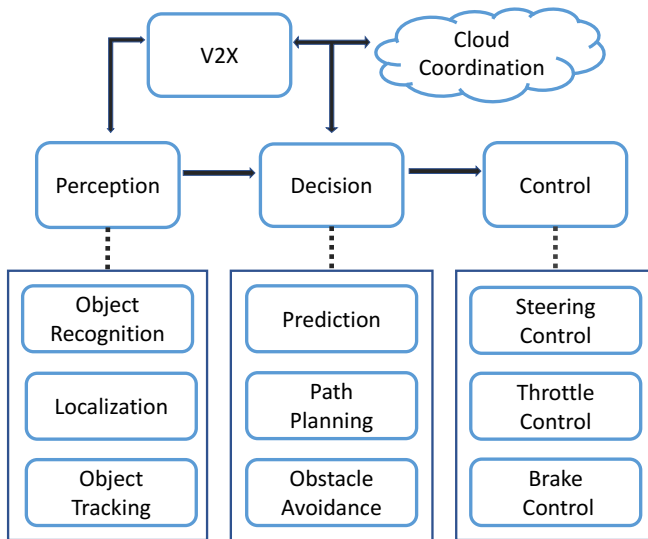 V2X
Cloud
Coordination
Perception
Decision
Control
Object
Recognition
Localization
Object
Tracking
Prediction
Path
Planning
Obstacle
Avoidance
Steering
Control
Throttle
Control
Brake
Control